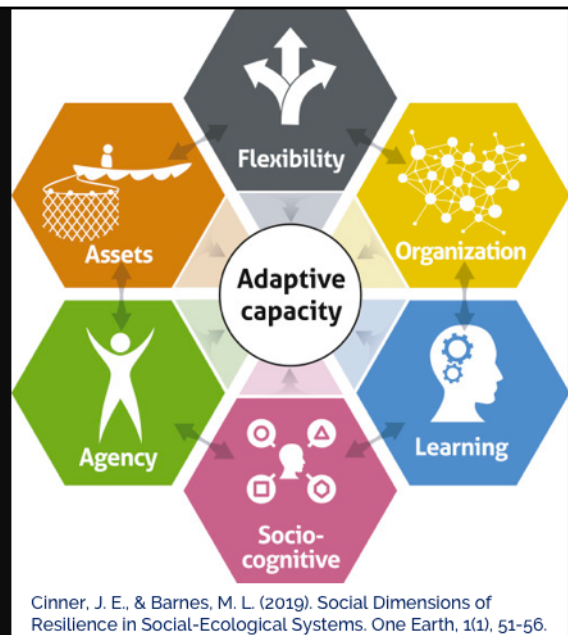 Flexibility
Assets
Organization
Adaptive
capacity
Agency
Learning
Socio-
cognitive
Cinner, J. E., & Barnes, M. L. (2019). Social Dimensions of
Resilience in Social-Ecological Systems. One Earth, 1(1), 51-56.